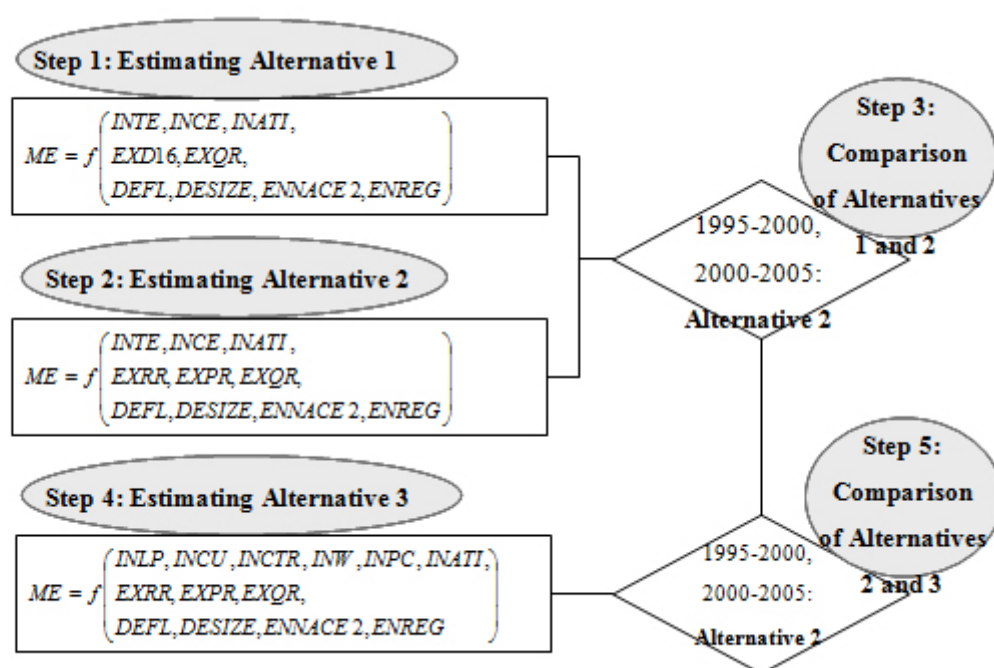 Step 1: Estimating Alternative 1
ME = f
INTE, INCE, INATI,
EXD16, EXQR,
DEFL, DESIZE, ENNACE 2, ENREG
Step 2: Estimating Alternative 2
ME = f
INTE, INCE, INATI,
EXRR, EXPR, EXQR,
DEFL, DESIZE, ENNACE 2, ENREG
Step 3:
Comparison
of Alternatives
1 and 2
1995-2000,
2000-2005:
Alternative 2
Step 4: Estimating Alternative 3
ME = f
INLP, INCU, INCTR, INW, INPC, INATI,
EXRR, EXPR, EXQR,
DEFL, DESIZE, ENNACE 2, ENREG
Step 5:
Comparison
of Alternatives
2 and 3
1995-2000,
2000-2005:
Alternative 2